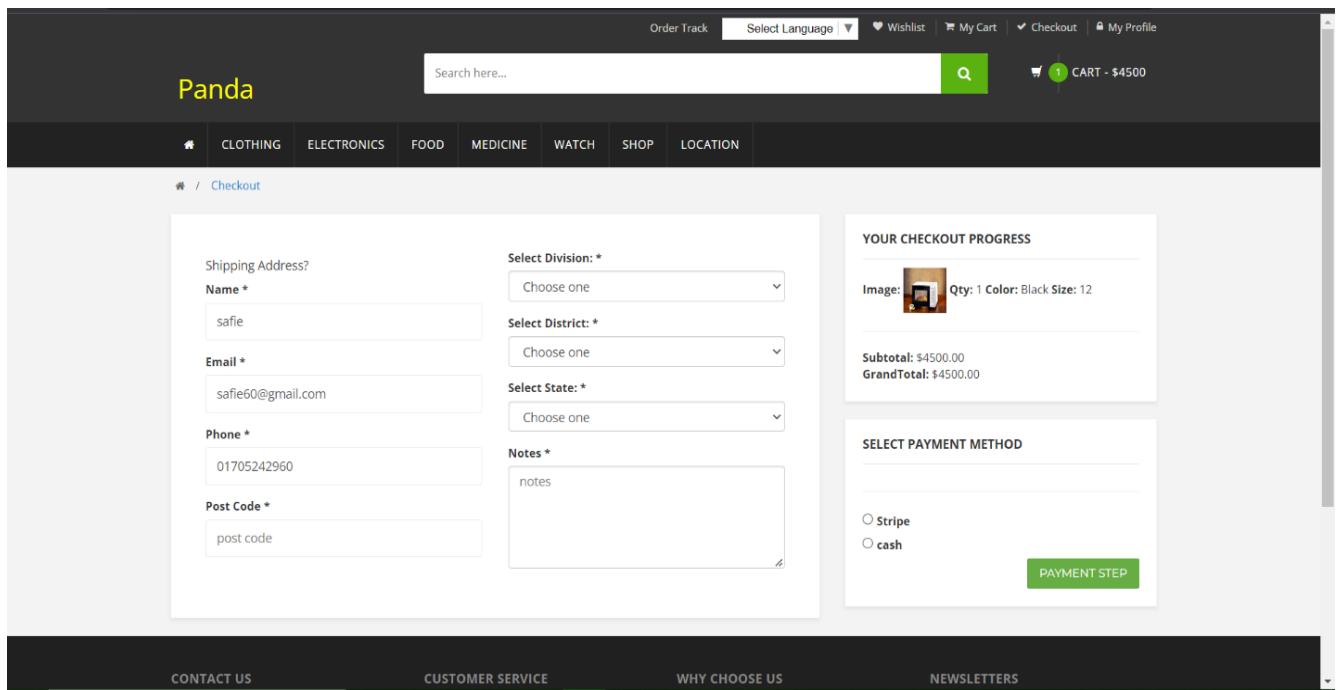 Order Track Select Language ▼ Wishlist My Cart Checkout My Profile
Panda
Search here...
1 CART - $4500
CLOTHING ELECTRONICS FOOD MEDICINE WATCH SHOP LOCATION
/ Checkout
Shipping Address?
Name *
safie
Email *
safie60@gmail.com
Phone *
01705242960
Post Code *
post code
Select Division: *
Choose one
Select District: *
Choose one
Select State: *
Choose one
Notes *
notes
YOUR CHECKOUT PROGRESS
Image: Qty: 1 Color: Black Size: 12
Subtotal: $4500.00
GrandTotal: $4500.00
SELECT PAYMENT METHOD
Stripe
cash
PAYMENT STEP
CONTACT US CUSTOMER SERVICE WHY CHOOSE US NEWSLETTERS